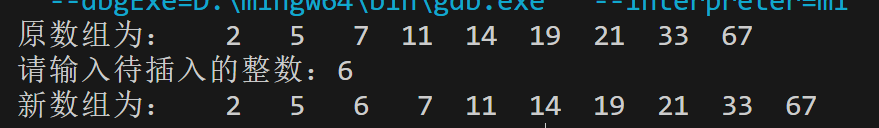 --dbgExe=D:\mingw64\bin\gdb.exe --interpreter=mi
原数组为: 2 5 7 11 14 19 21 33 67
请输入待插入的整数：6
新数组为: 2 5 6 7 11 14 19 21 33 67